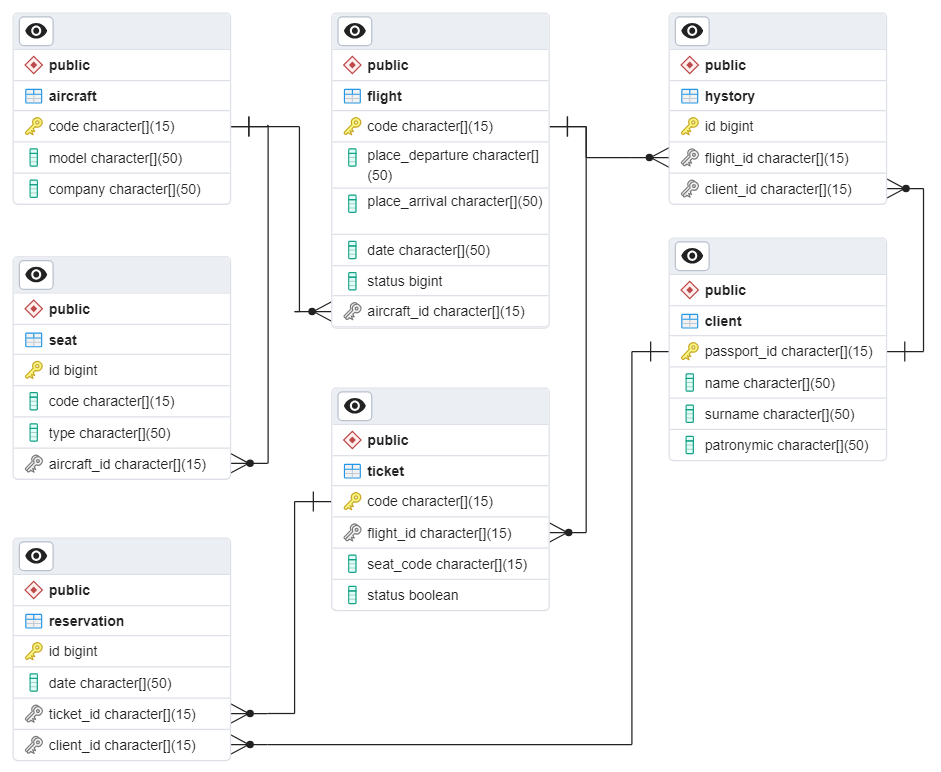 public
aircraft
code character[](15)
model character[](50)
company character[](50)
public
flight
code character[](15)
place_departure character[]
(50)
place_arrival character[](50)
date character[](50)
status bigint
aircraft_id character[](15)
public
hystory
id bigint
flight_id character[](15)
client_id character[](15)
public
seat
id bigint
code character[](15)
type character[](50)
aircraft_id character[](15)
public
ticket
code character[](15)
flight_id character[](15)
seat_code character[](15)
status boolean
public
client
passport_id character[](15)
name character[](50)
surname character[](50)
patronymic character[](50)
public
reservation
id bigint
date character[](50)
ticket_id character[](15)
client_id character[](15)